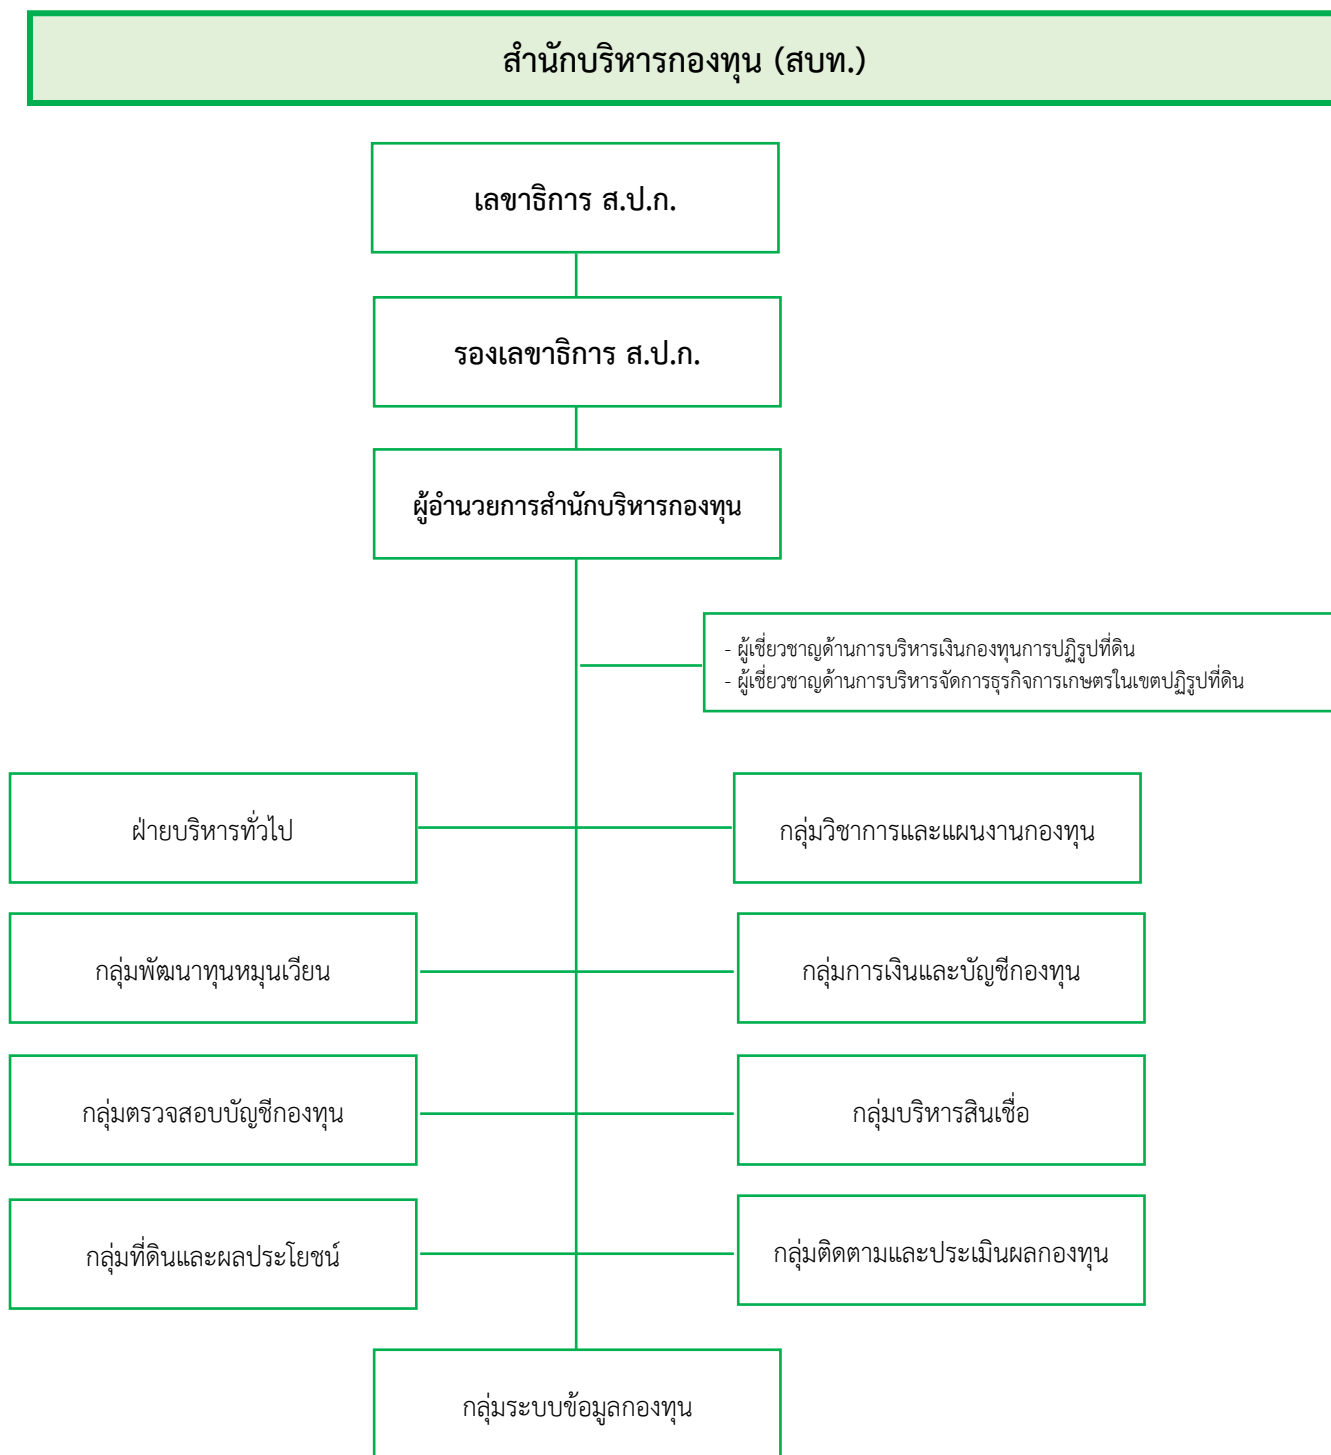 สำนักบริหารกองทุน (สบท.)
เลขาธิการ ส.ป.ก.
รองเลขาธิการ ส.ป.ก.
ผู้อำนวยการสำนักบริหารกองทุน
- ผู้เชี่ยวชาญด้านการบริหารเงินกองทุนการปฏิรูปที่ดิน
- ผู้เชี่ยวชาญด้านการบริหารจัดการธุรกิจการเกษตรในเขตปฏิรูปที่ดิน
ฝ่ายบริหารทั่วไป
กลุ่มวิชาการและแผนงานกองทุน
กลุ่มพัฒนาทุนหมุนเวียน
กลุ่มการเงินและบัญชีกองทุน
กลุ่มตรวจสอบบัญชีกองทุน
กลุ่มบริหารสินเชื่อ
กลุ่มที่ดินและผลประโยชน์
กลุ่มติดตามและประเมินผลกองทุน
กลุ่มระบบข้อมูลกองทุน